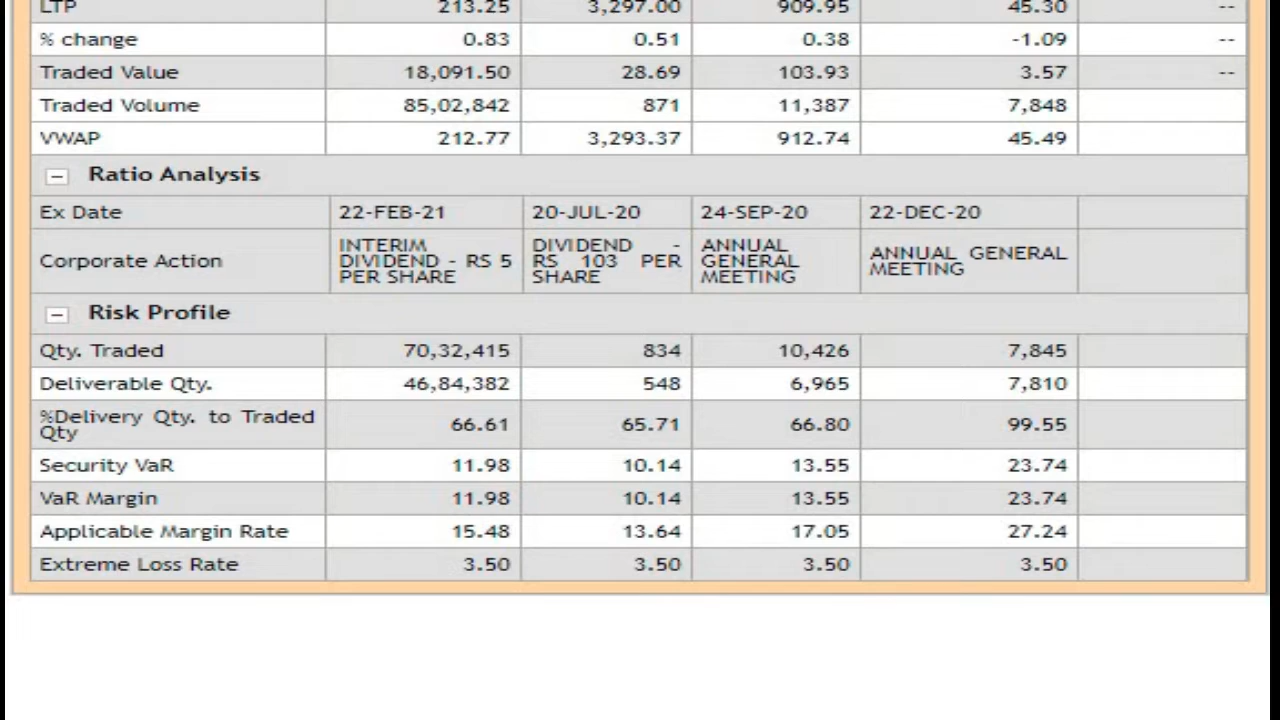 LTP 213.25 3,297.00 909.95 45.30 --
% change 0.83 0.51 0.38 -1.09 --
Traded Value 18,091.50 28.69 103.93 3.57 --
Traded Volume 85,02,842 871 11,387 7,848
VWAP 212.77 3,293.37 912.74 45.49
Ratio Analysis
Ex Date 22-FEB-21 20-JUL-20 24-SEP-20 22-DEC-20
Corporate Action
INTERIM
DIVIDEND - RS 5
PER SHARE
DIVIDEND -
RS 103 PER
SHARE
ANNUAL
GENERAL
MEETING
ANNUAL GENERAL
MEETING
Risk Profile
Qty. Traded 70,32,415 834 10,426 7,845
Deliverable Qty. 46,84,382 548 6,965 7,810
%Delivery Qty. to Traded
Qty 66.61 65.71 66.80 99.55
Security VaR 11.98 10.14 13.55 23.74
VaR Margin 11.98 10.14 13.55 23.74
Applicable Margin Rate 15.48 13.64 17.05 27.24
Extreme Loss Rate 3.50 3.50 3.50 3.50